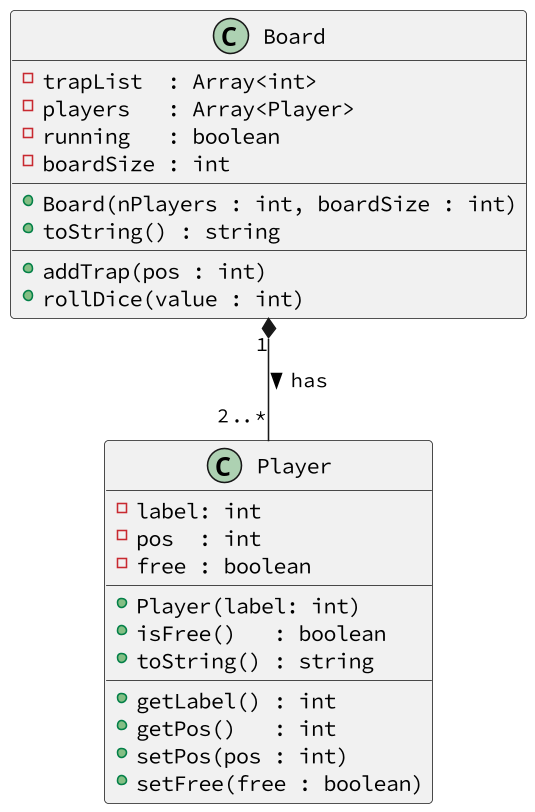 C Board
trapList  : Array<int>
players   : Array<Player>
running   : boolean
boardSize : int
Board(nPlayers : int, boardSize : int)
toString() : string
addTrap(pos : int)
rollDice(value : int)
1
has
2..*
C Player
label: int
pos  : int
free : boolean
Player(label: int)
isFree()   : boolean
toString() : string
getLabel() : int
getPos()   : int
setPos(pos : int)
setFree(free : boolean)